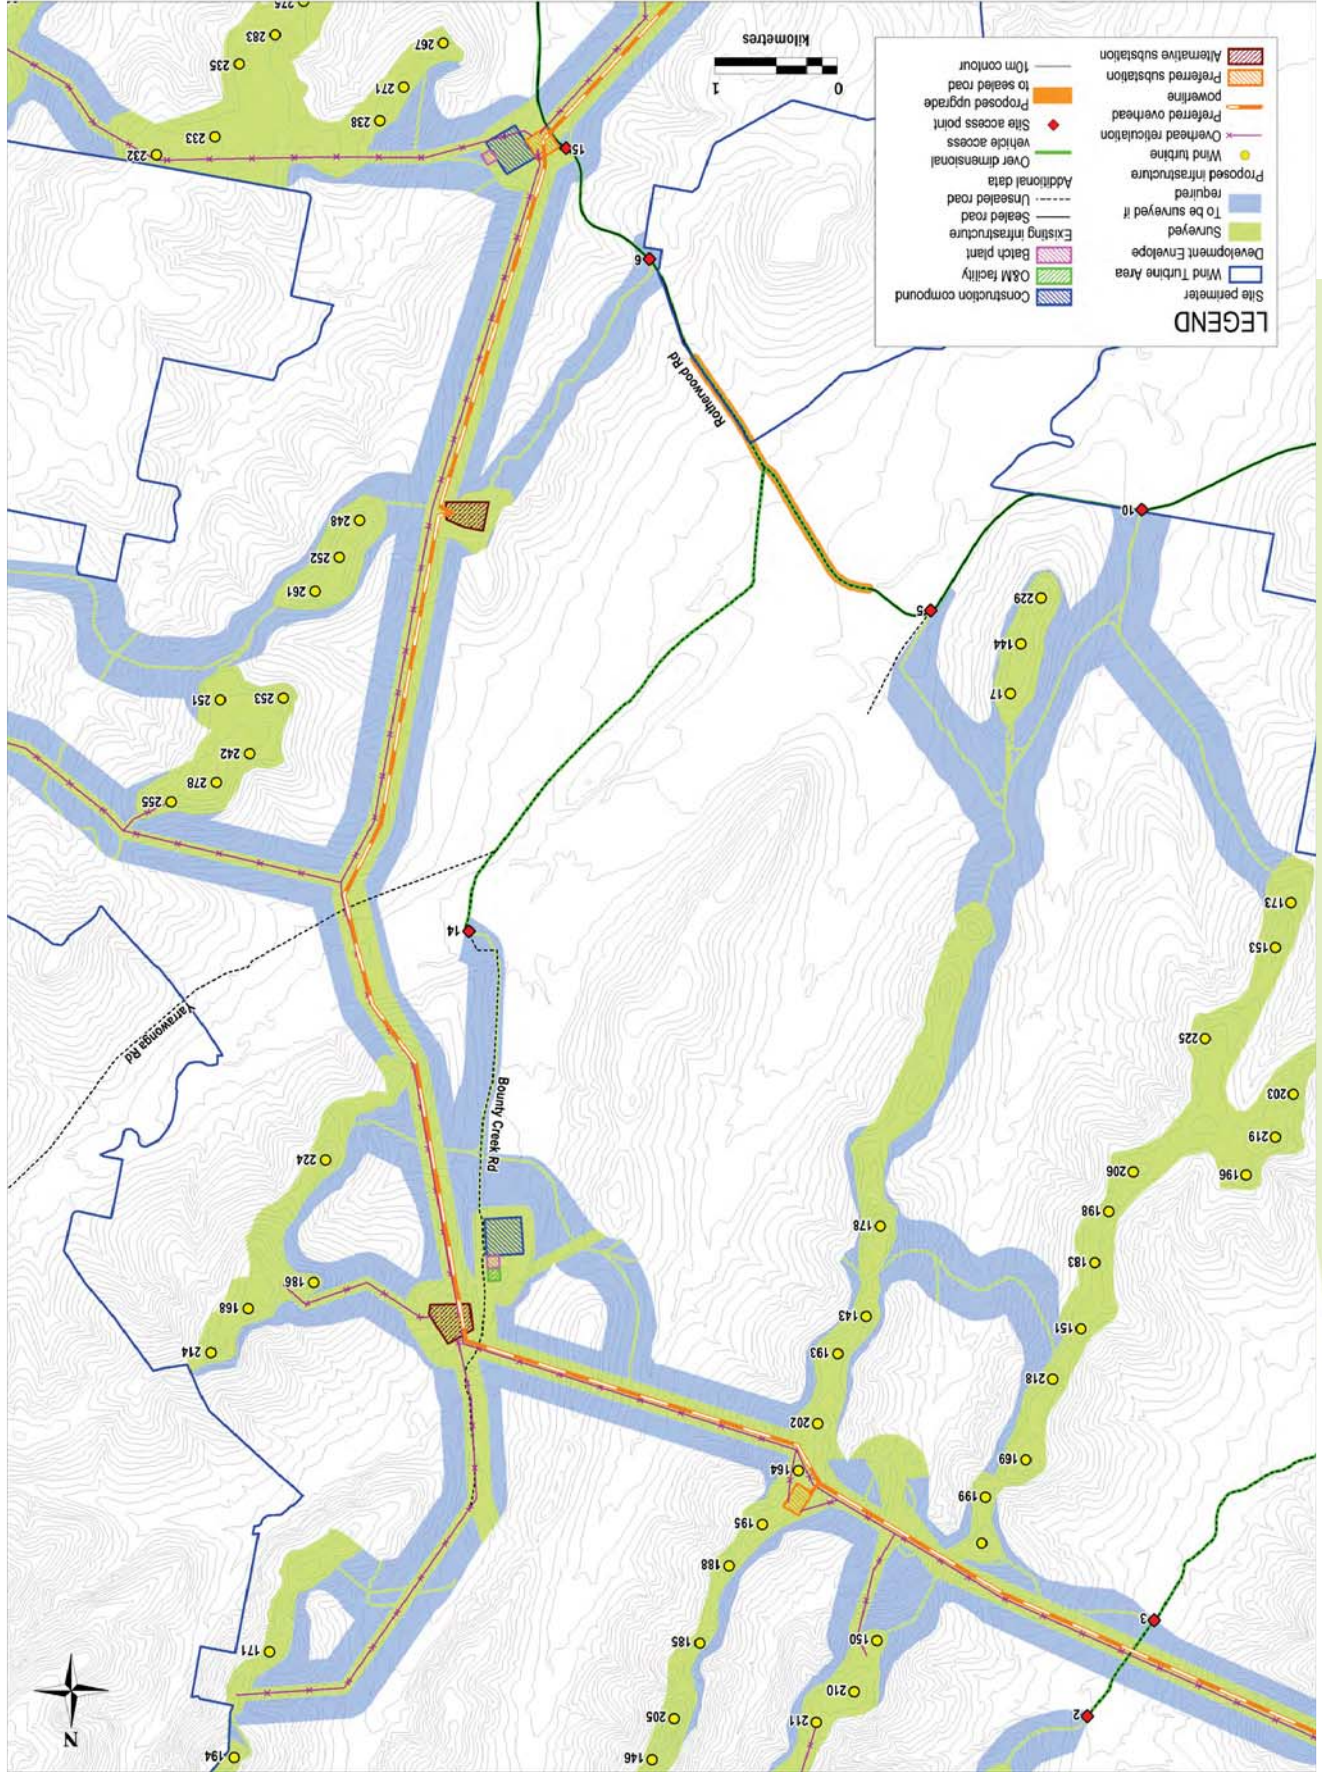 146
194
N
2
211
205
210
3
150
185
171
188
195
199
164
169
202
218
193
214
151
143
168
183
186
178
198
196
206
224
219
Bounty Creek Rd
203
225
Yarrawonga Rd
153
14
173
255
278
242
17
253
251
144
5
229
261
252
248
10
Rotherwood Rd
6
15
232
233
238
271
235
267
283
275
LEGEND
Site perimeter
Wind Turbine Area
Development Envelope
Surveyed
To be surveyed if
required
Proposed infrastructure
Wind turbine
Overhead reticulation
Preferred overhead
powerline
Preferred substation
Alternative substation
Construction compound
O&M facility
Batch plant
Existing infrastructure
Sealed road
Unsealed road
Additional data
Over dimensional
vehicle access
Site access point
Proposed upgrade
to sealed road
10m contour
0 1
kilometres